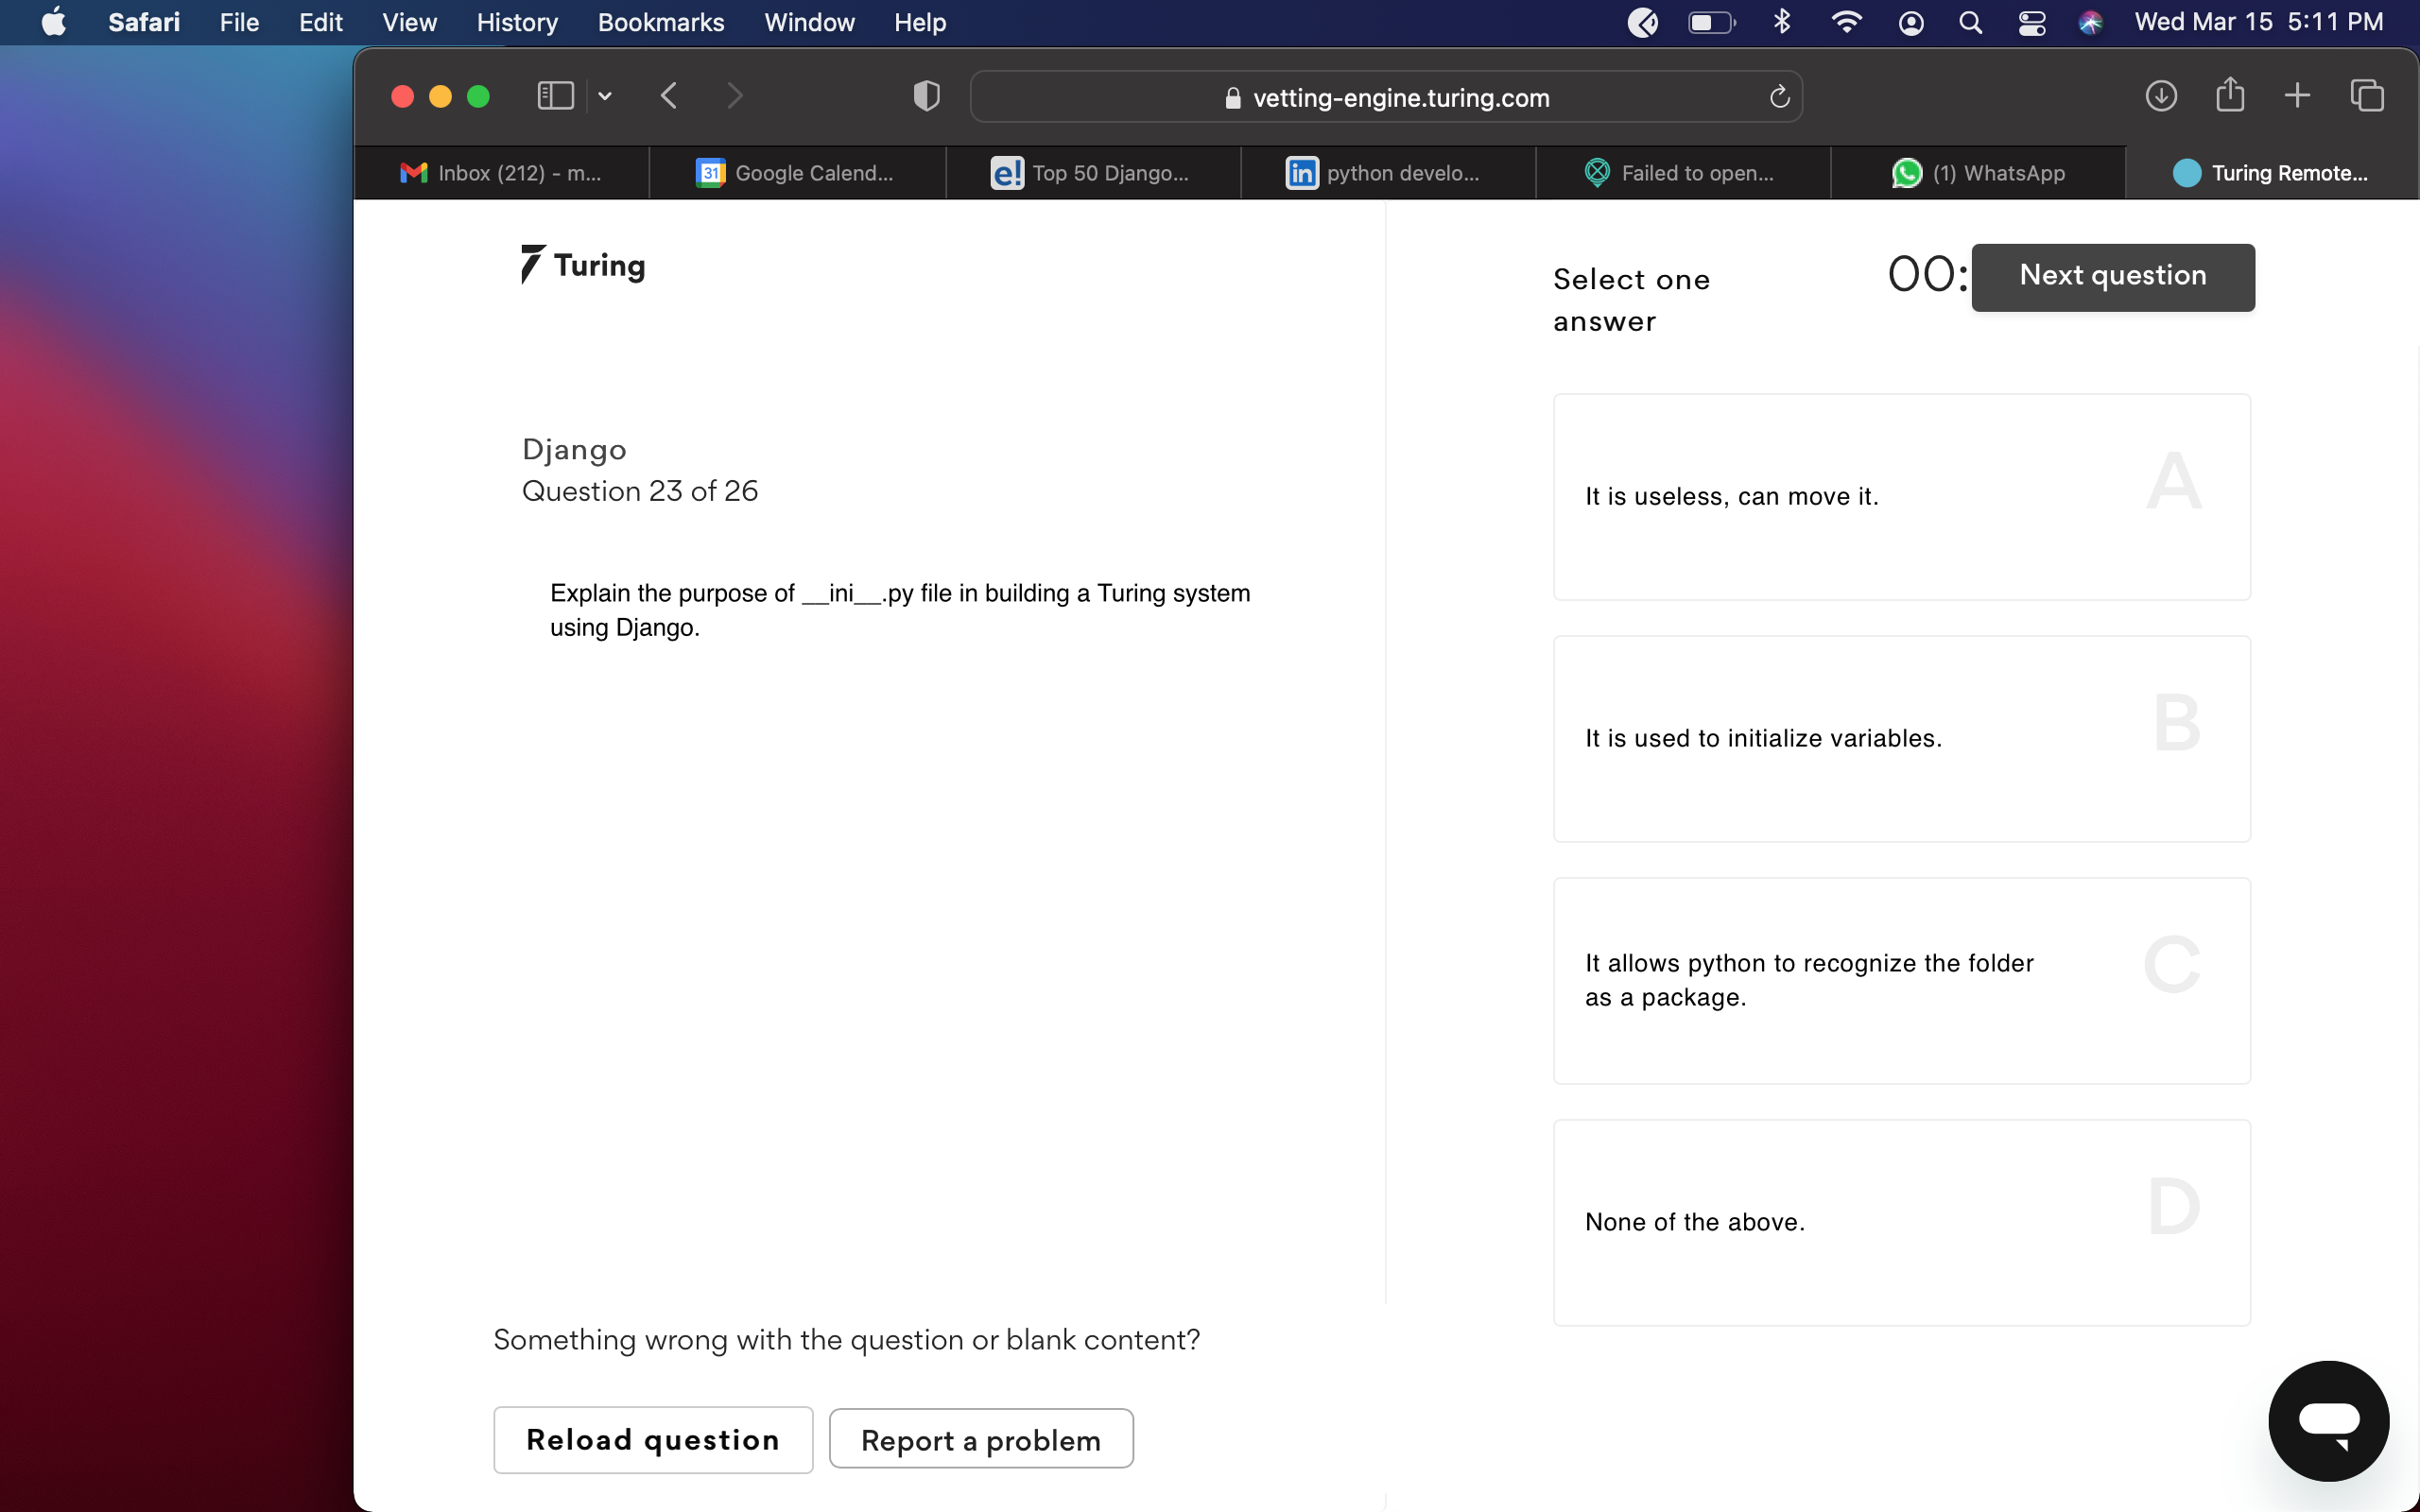 Safari File Edit View History Bookmarks Window Help Wed Mar 15 5:11 PM
vetting-engine.turing.com
Inbox (212) - m... 31 Google Calend... e! Top 50 Django... in python develo... Failed to open... (1) WhatsApp Turing Remote...
Turing
Django
Question 23 of 26
Explain the purpose of __ini__.py file in building a Turing system
using Django.
Something wrong with the question or blank content?
Reload question Report a problem
Select one
answer
00: Next question
It is useless, can move it. A
It is used to initialize variables. B
It allows python to recognize the folder
as a package. C
None of the above. D